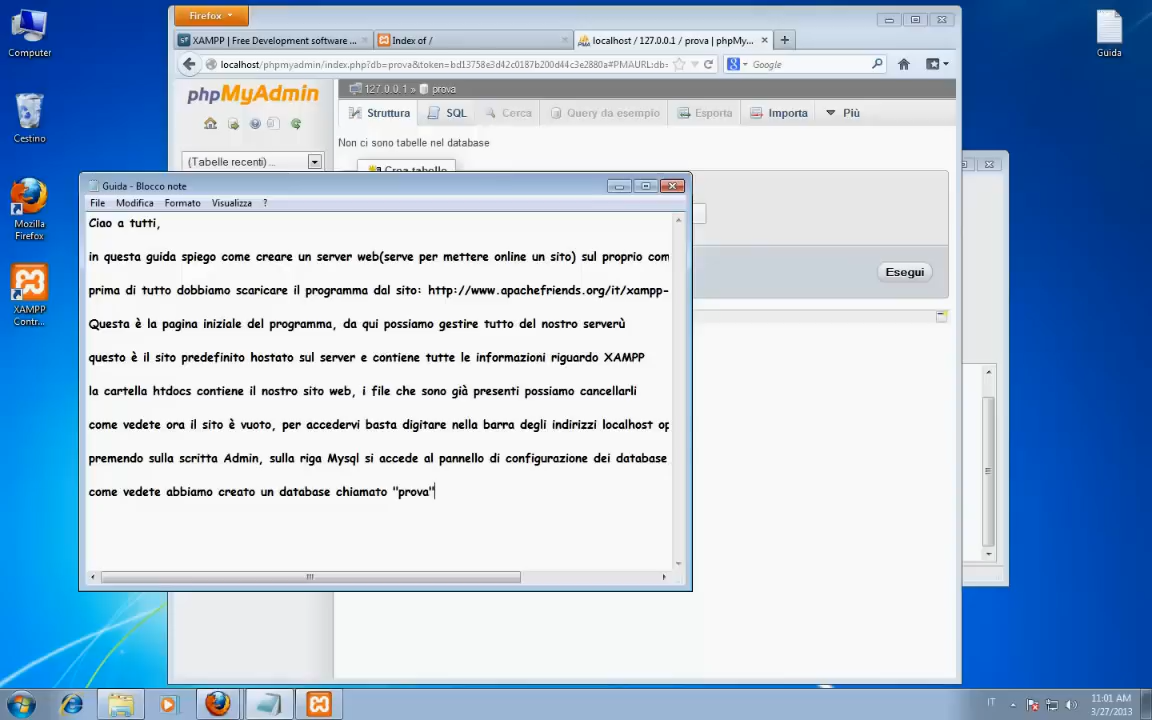 Computer
Cestino
Mozilla
Firefox
XAMPP
Contr...
Guida
Firefox
XAMPP | Free Development software ...
Index of /
localhost / 127.0.0.1 / prova | phpMy...
localhost/phpmyadmin/index.php?db=prova&token=bd13758e3d42c0187b200d44c3e2880a#PMAURL:db=
Google
phpMyAdmin
127.0.0.1 » prova
Struttura
SQL
Cerca
Query da esempio
Esporta
Importa
Più
Non ci sono tabelle nel database
(Tabelle recenti) ...
Crea tabella
Esegui
Guida - Blocco note
File Modifica Formato Visualizza ?
Ciao a tutti,
in questa guida spiego come creare un server web(serve per mettere online un sito) sul proprio com
prima di tutto dobbiamo scaricare il programma dal sito: http://www.apachefriends.org/it/xampp-
Questa è la pagina iniziale del programma, da qui possiamo gestire tutto del nostro serverù
questo è il sito predefinito hostato sul server e contiene tutte le informazioni riguardo XAMPP
la cartella htdocs contiene il nostro sito web, i file che sono già presenti possiamo cancellarli
come vedete ora il sito è vuoto, per accedervi basta digitare nella barra degli indirizzi localhost op
premendo sulla scritta Admin, sulla riga Mysql si accede al pannello di configurazione dei database
come vedete abbiamo creato un database chiamato "prova"
IT
11:01 AM
3/27/2013